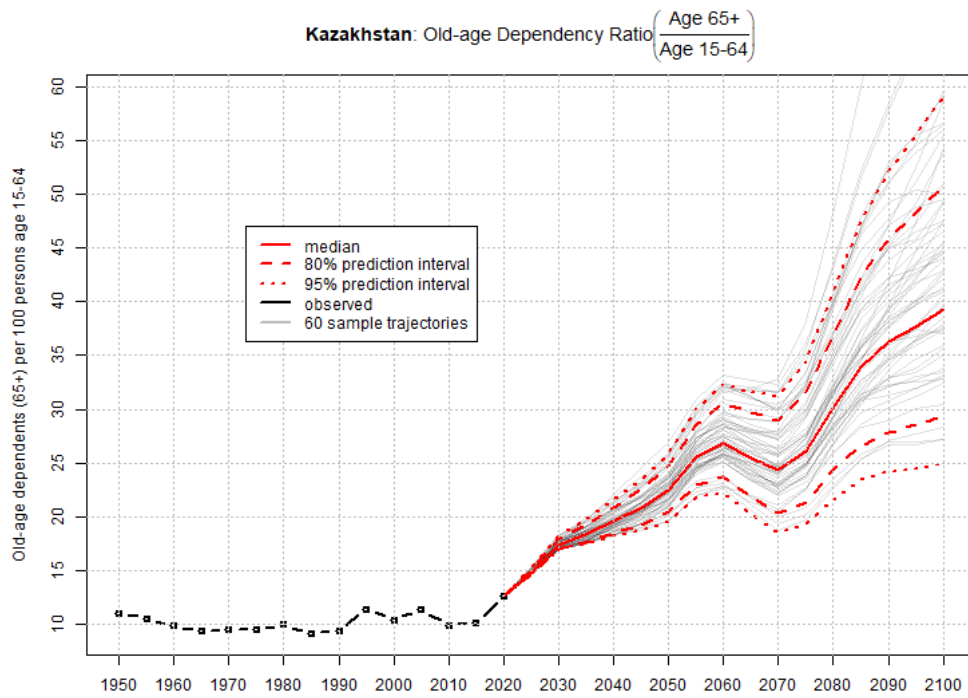 Kazakhstan: Old-age Dependency Ratio(Age 65+ / Age 15-64)
Old-age dependents (65+) per 100 persons age 15-64
60
55
50
45
40
35
30
25
20
15
10
median
80% prediction interval
95% prediction interval
observed
60 sample trajectories
1950 1960 1970 1980 1990 2000 2010 2020 2030 2040 2050 2060 2070 2080 2090 2100